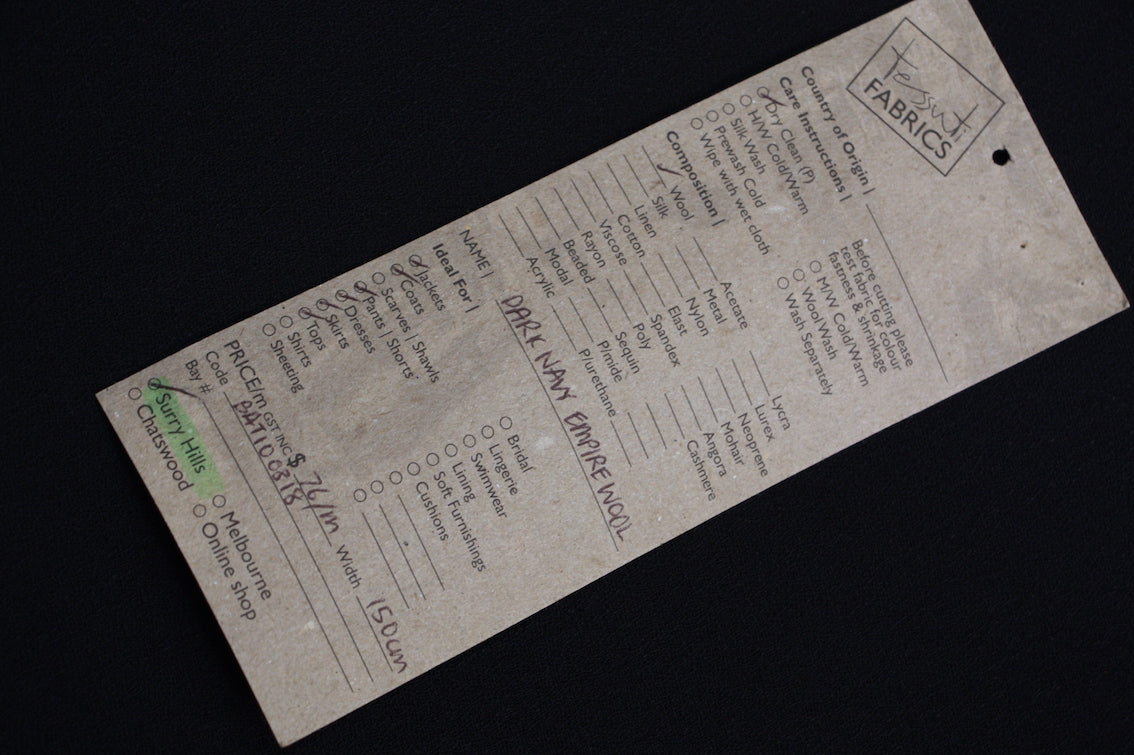 tessuti
FABRICS
Country of Origin |
Care Instructions |
Dry Clean (P)
H/W Cold/Warm
Silk Wash
Prewash Cold
Wipe with wet cloth
Before cutting please
test fabric for colour
fastness & shrinkage
M/W Cold/Warm
WoolWash
Wash Separately
Composition |
Wool
Silk
Linen
Cotton
Viscose
Rayon
Beaded
Modal
Acrylic
Acetate
Metal
Nylon
Elast
Spandex
Poly
Sequin
P/mide
P/urethane
Lycra
Lurex
Neoprene
Mohair
Angora
Cashmere
NAME | DARK NAVY EMPIRE WOOL
Ideal For |
Jackets
Coats
Scarves | Shawls
Pants | Shorts
Dresses
Skirts
Tops
Shirts
Sheeting
Bridal
Lingerie
Swimwear
Lining
Soft Furnishings
Cushions
PRICE/m GST INC $ 76/m Width 150cm
Code BAT100318
Bay #
Surry Hills
Chatswood
Melbourne
Online shop